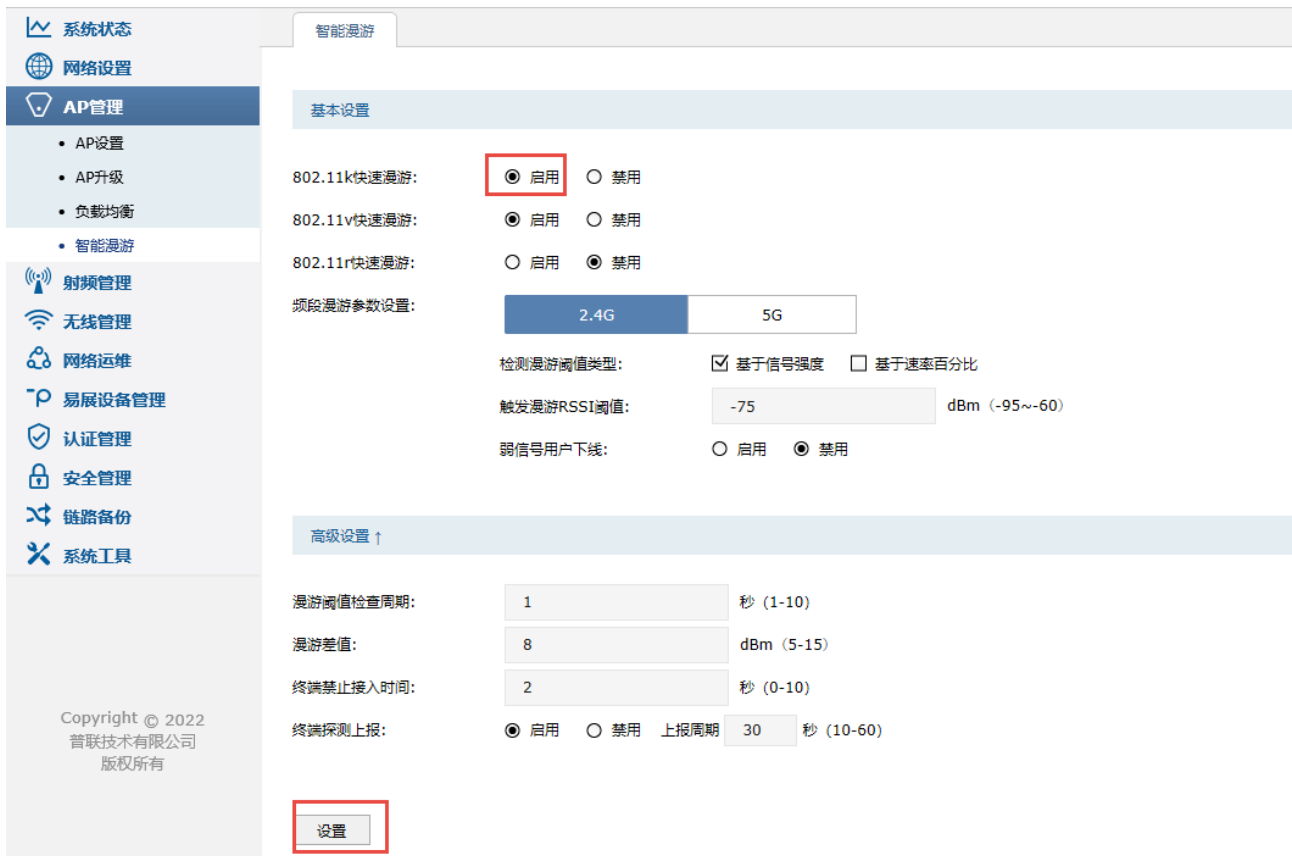 系统状态
网络设置
AP管理
• AP设置
• AP升级
• 负载均衡
• 智能漫游
射频管理
无线管理
网络运维
易展设备管理
认证管理
安全管理
链路备份
系统工具
Copyright © 2022
普联技术有限公司
版权所有
智能漫游
基本设置
802.11k快速漫游: 启用 禁用
802.11v快速漫游: 启用 禁用
802.11r快速漫游: 启用 禁用
频段漫游参数设置: 2.4G 5G
检测漫游阈值类型: 基于信号强度 基于速率百分比
触发漫游RSSI阈值: -75 dBm（-95~-60）
弱信号用户下线: 启用 禁用
高级设置 ↑
漫游阈值检查周期: 1 秒 (1-10)
漫游差值: 8 dBm（5-15）
终端禁止接入时间: 2 秒 (0-10)
终端探测上报: 启用 禁用 上报周期 30 秒 (10-60)
设置